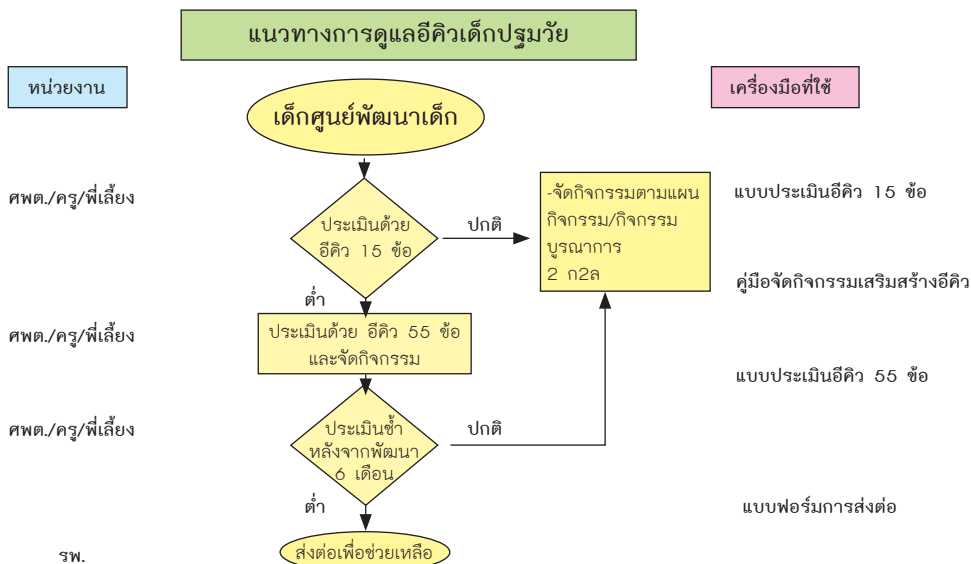 แนวทางการดูแลอีคิวเด็กปฐมวัย
หน่วยงาน
เครื่องมือที่ใช้
เด็กศูนย์พัฒนาเด็ก
ศพด./ครู/พี่เลี้ยง
ประเมินด้วย
อีคิว 15 ข้อ
ปกติ
-จัดกิจกรรมตามแผน
กิจกรรม/กิจกรรม
บูรณาการ
2 ก2ล
แบบประเมินอีคิว 15 ข้อ
คู่มือจัดกิจกรรมเสริมสร้างอีคิว
ต่ำ
ศพต./ครู/พี่เลี้ยง
ประเมินด้วย อีคิว 55 ข้อ
และจัดกิจกรรม
แบบประเมินอีคิว 55 ข้อ
ศพต./ครู/พี่เลี้ยง
ประเมินซ้ำ
หลังจากพัฒนา
6 เดือน
ปกติ
ต่ำ
แบบฟอร์มการส่งต่อ
รพ.
ส่งต่อเพื่อช่วยเหลือ